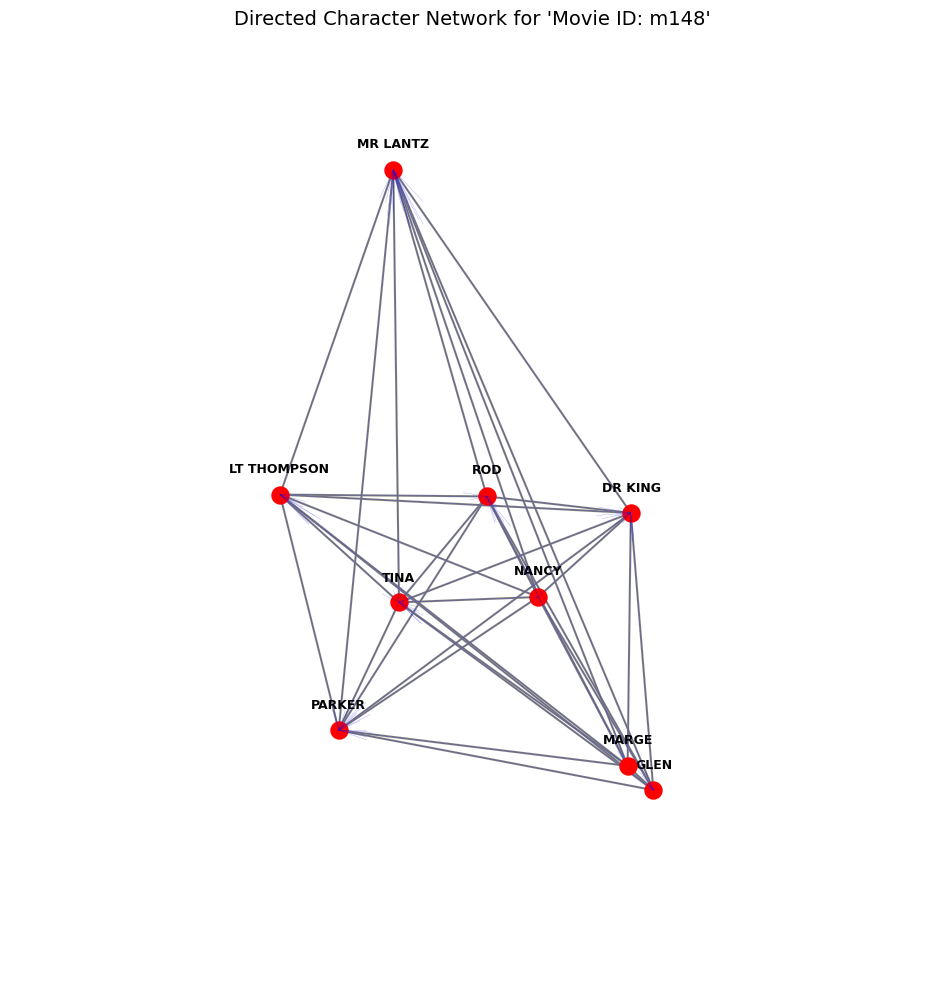 Directed Character Network for 'Movie ID: m148'
MR LANTZ
LT THOMPSON
ROD
DR KING
TINA
NANCY
PARKER
MARGE
GLEN